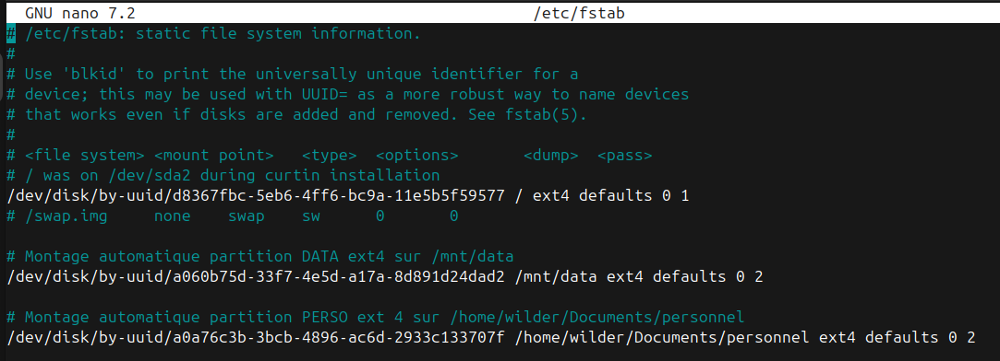 GNU nano 7.2 /etc/fstab
# /etc/fstab: static file system information.
#
# Use 'blkid' to print the universally unique identifier for a
# device; this may be used with UUID= as a more robust way to name devices
# that works even if disks are added and removed. See fstab(5).
#
# <file system> <mount point>   <type>  <options>       <dump>  <pass>
# / was on /dev/sda2 during curtin installation
/dev/disk/by-uuid/d8367fbc-5eb6-4ff6-bc9a-11e5b5f59577 / ext4 defaults 0 1
# /swap.img     none    swap    sw      0       0
# Montage automatique partition DATA ext4 sur /mnt/data
/dev/disk/by-uuid/a060b75d-33f7-4e5d-a17a-8d891d24dad2 /mnt/data ext4 defaults 0 2
# Montage automatique partition PERSO ext 4 sur /home/wilder/Documents/personnel
/dev/disk/by-uuid/a0a76c3b-3bcb-4896-ac6d-2933c133707f /home/wilder/Documents/personnel ext4 defaults 0 2